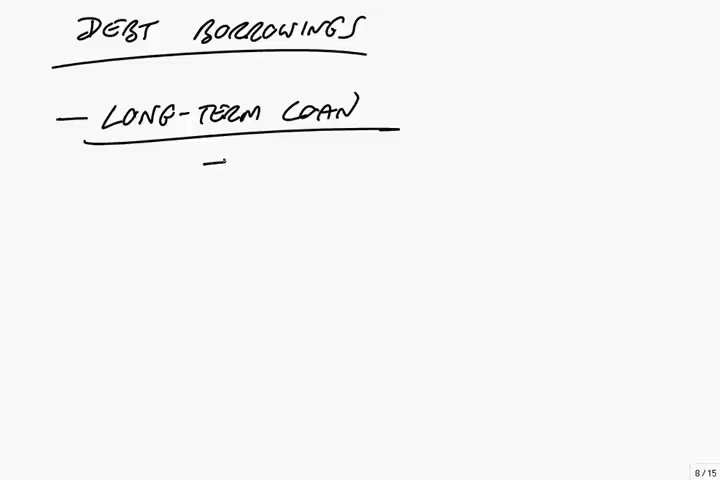 DEBT BORROWINGS
— LONG-TERM LOAN
—
8 / 15